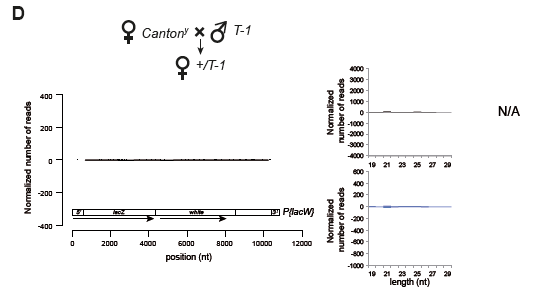 D
♀ Cantonʸ × ♂ T-1
♀ +/T-1
Normalized number of reads
400
200
0
-200
-400
5' lacZ white 3' P{lacW}
0 2000 4000 6000 8000 10000 12000
position (nt)
Normalized
number of reads
4000
3000
2000
1000
0
-1000
-2000
-3000
-4000
19 21 23 25 27 29
N/A
Normalized
number of reads
600
400
200
0
-200
-400
-600
-800
-1000
19 21 23 25 27 29
length (nt)